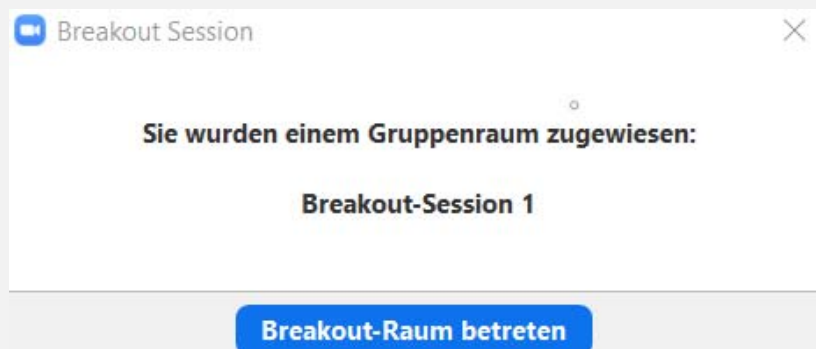 Breakout Session
Sie wurden einem Gruppenraum zugewiesen:
Breakout-Session 1
Breakout-Raum betreten